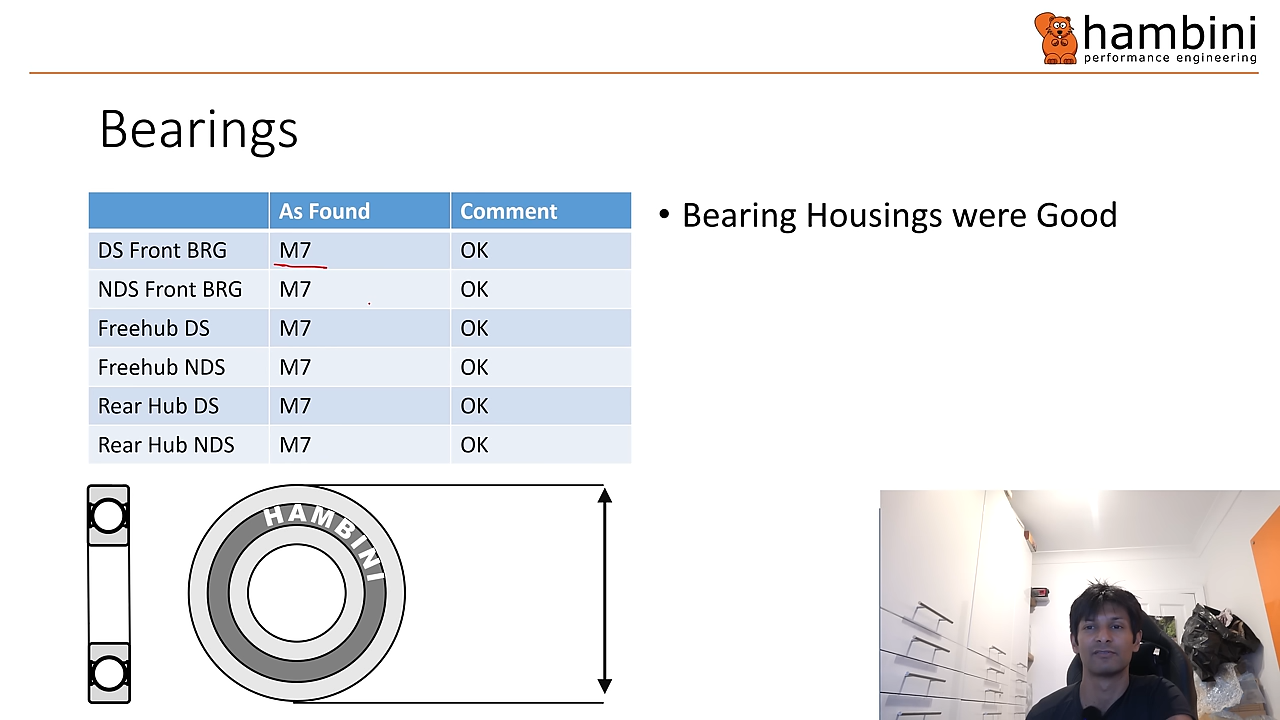 hambini
performance engineering
Bearings
As Found Comment
DS Front BRG M7 OK
NDS Front BRG M7 OK
Freehub DS M7 OK
Freehub NDS M7 OK
Rear Hub DS M7 OK
Rear Hub NDS M7 OK
• Bearing Housings were Good
HAMBINI